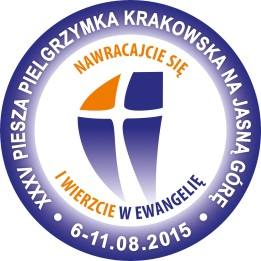 XXXV PIESZA PIELGRZYMKA KRAKOWSKA NA JASNĄ GÓRĘ
NAWRACAJCIE SIĘ
I WIERZCIE W EWANGELIĘ
• 6-11.08.2015 •